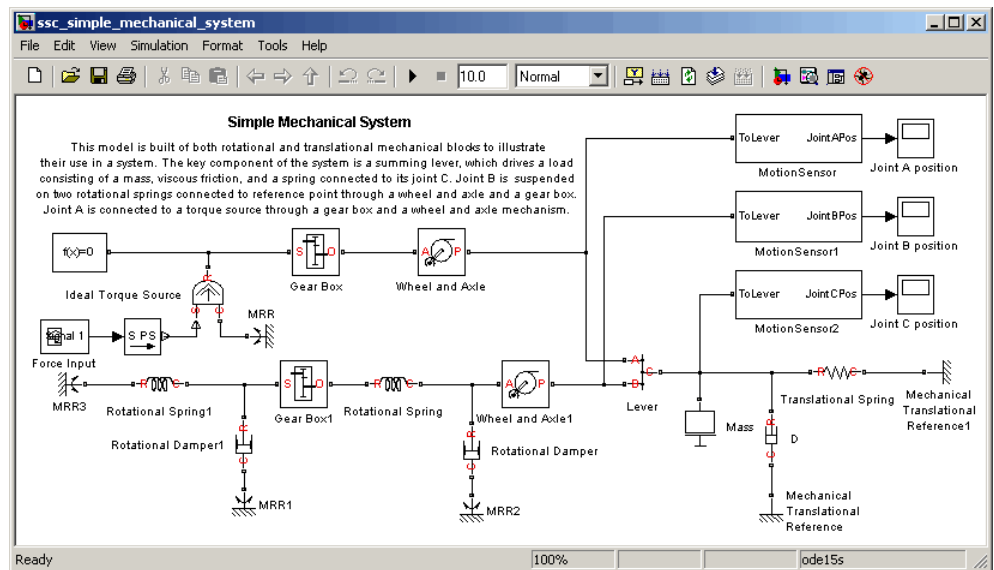 ssc_simple_mechanical_system
File Edit View Simulation Format Tools Help
10.0 Normal
Simple Mechanical System
This model is built of both rotational and translational mechanical blocks to illustrate
their use in a system. The key component of the system is a summing lever, which drives a load
consisting of a mass, viscous friction, and a spring connected to its joint C. Joint B is suspended
on two rotational springs connected to reference point through a wheel and axle and a gear box.
Joint A is connected to a torque source through a gear box and a wheel and axle mechanism.
ToLever JointAPos
MotionSensor
Joint A position
ToLever JointBPos
MotionSensor1
Joint B position
ToLever JointCPos
MotionSensor2
Joint C position
f(x)=0
S O
Gear Box
A P
Wheel and Axle
R
S C
Ideal Torque Source
MRR
Signal 1
Force Input
S PS
MRR3
R C
Rotational Spring1
S O
Gear Box1
R C
Rotational Spring
A P
Wheel and Axle1
A
B
C
Lever
Mass
R C
Translational Spring
Mechanical
Translational
Reference1
R
C
Rotational Damper1
MRR1
R
C
Rotational Damper
MRR2
R
C
D
Mechanical
Translational
Reference
Ready 100% ode15s